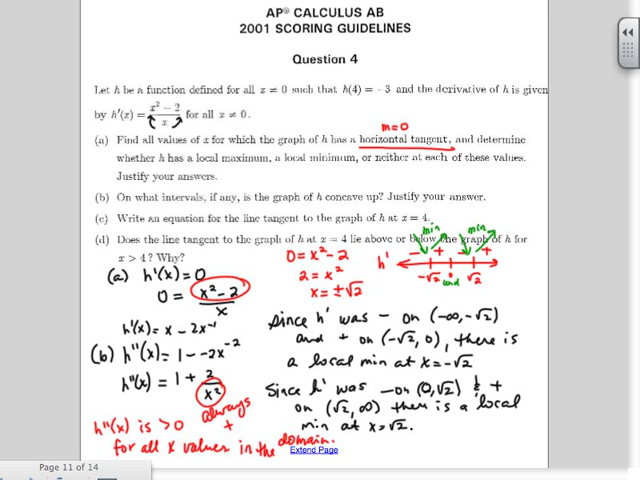 AP® CALCULUS AB
2001 SCORING GUIDELINES
Question 4
Let h be a function defined for all x ≠ 0 such that h(4) = −3 and the derivative of h is given
by h′(x) = x² − 2 / x for all x ≠ 0.
m=0
(a) Find all values of x for which the graph of h has a horizontal tangent, and determine
whether h has a local maximum, a local minimum, or neither at each of these values.
Justify your answers.
(b) On what intervals, if any, is the graph of h concave up? Justify your answer.
(c) Write an equation for the line tangent to the graph of h at x = 4.
(d) Does the line tangent to the graph of h at x = 4 lie above or below the graph of h for
x > 4? Why?
min min
h′ − + − +
−√2 0 √2
und
0 = x² − 2
2 = x²
x = ±√2
(a) h′(x) = 0
0 = x² − 2 / x
h′(x) = x − 2x⁻¹
(b) h″(x) = 1 − −2x⁻²
h″(x) = 1 + 2 / x²
always
+
h″(x) is > 0
for all x values in the domain.
Since h′ was − on (−∞, −√2)
and + on (−√2, 0), there is
a local min at x = −√2
Since h′ was − on (0, √2) & +
on (√2, ∞) there is a local
min at x = √2.
Extend Page
Page 11 of 14